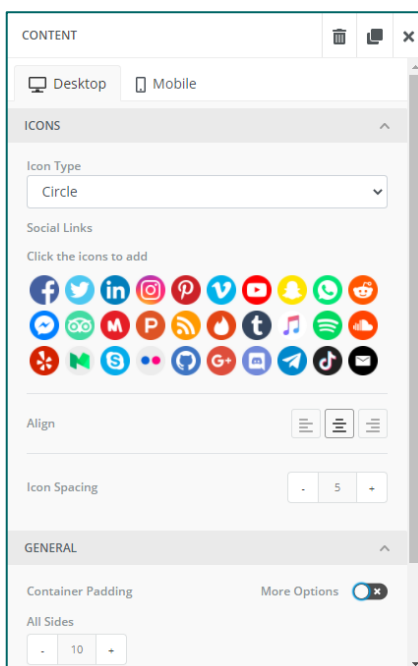 CONTENT
Desktop Mobile
ICONS
Icon Type
Circle
Social Links
Click the icons to add
Align
Icon Spacing - 5 +
GENERAL
Container Padding More Options
All Sides
- 10 +